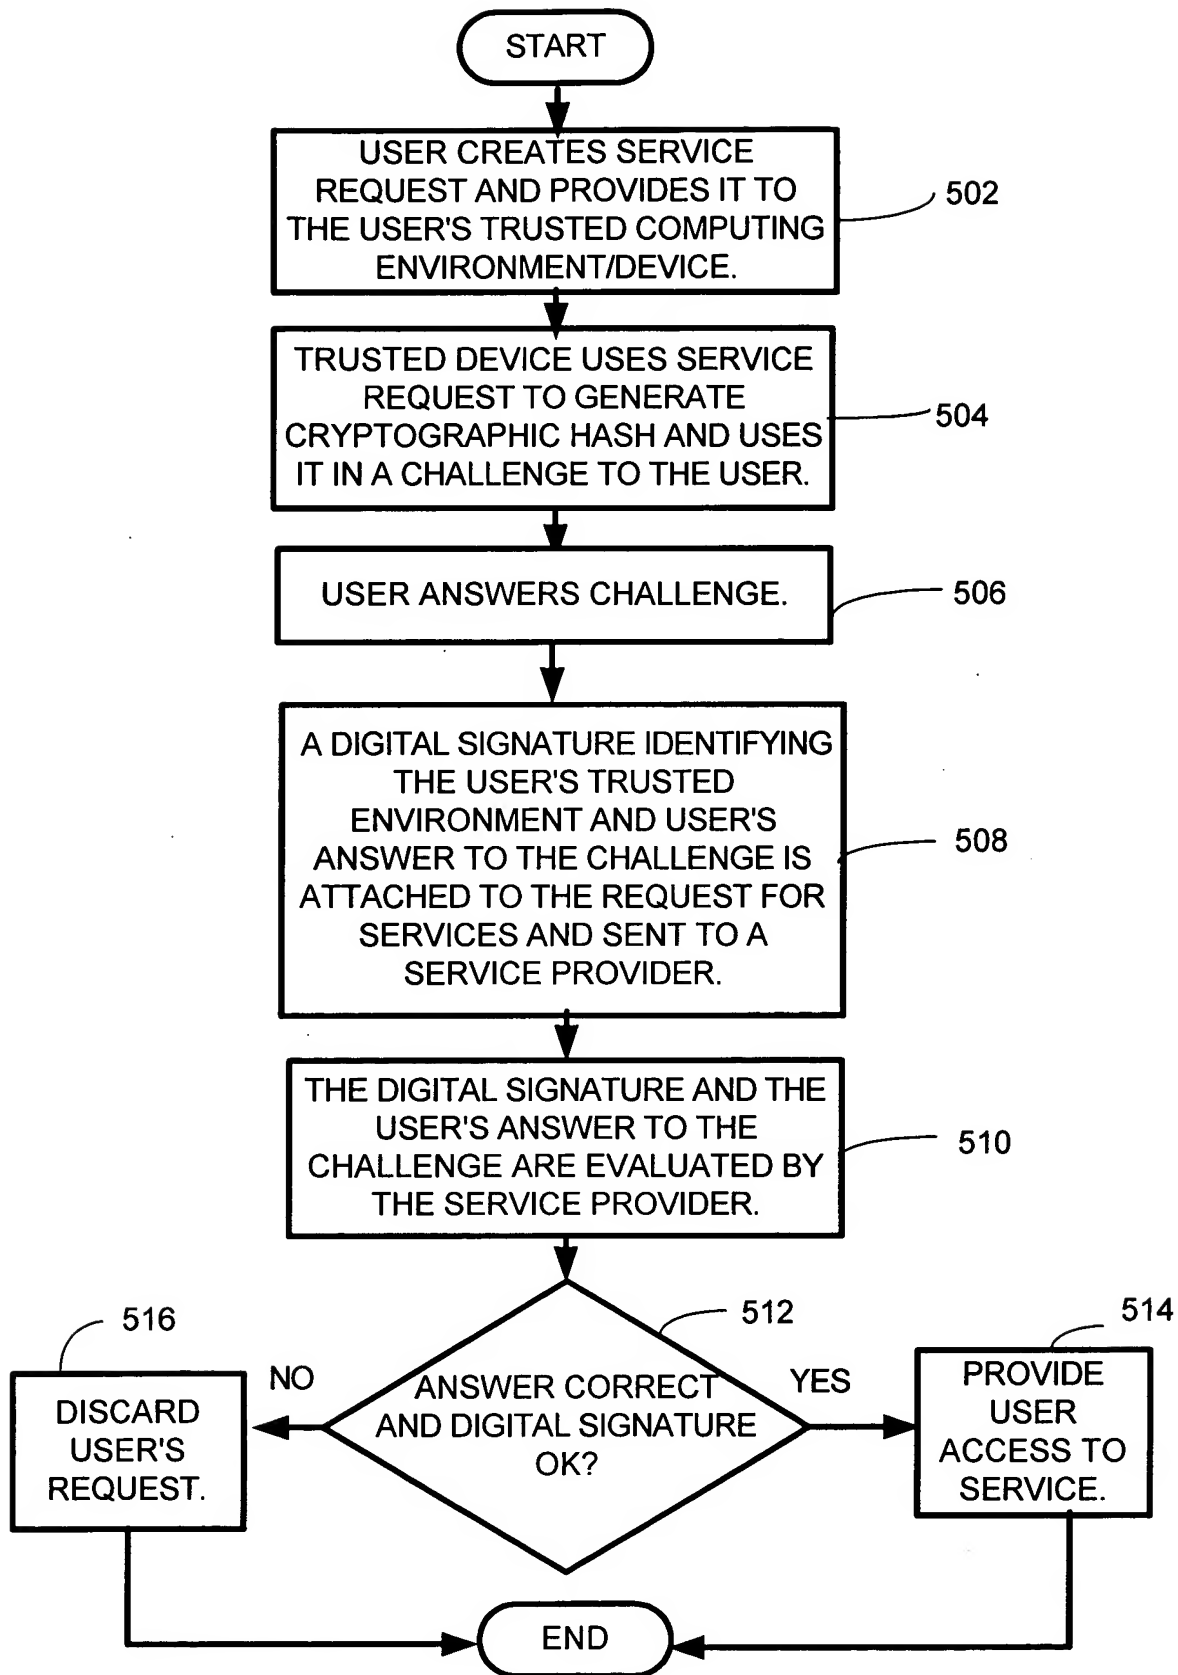 START
USER CREATES SERVICE
REQUEST AND PROVIDES IT TO
THE USER'S TRUSTED COMPUTING
ENVIRONMENT/DEVICE.
502
TRUSTED DEVICE USES SERVICE
REQUEST TO GENERATE
CRYPTOGRAPHIC HASH AND USES
IT IN A CHALLENGE TO THE USER.
504
USER ANSWERS CHALLENGE.
506
A DIGITAL SIGNATURE IDENTIFYING
THE USER'S TRUSTED
ENVIRONMENT AND USER'S
ANSWER TO THE CHALLENGE IS
ATTACHED TO THE REQUEST FOR
SERVICES AND SENT TO A
SERVICE PROVIDER.
508
THE DIGITAL SIGNATURE AND THE
USER'S ANSWER TO THE
CHALLENGE ARE EVALUATED BY
THE SERVICE PROVIDER.
510
512
ANSWER CORRECT
AND DIGITAL SIGNATURE
OK?
NO
516
DISCARD
USER'S
REQUEST.
YES
514
PROVIDE
USER
ACCESS TO
SERVICE.
END